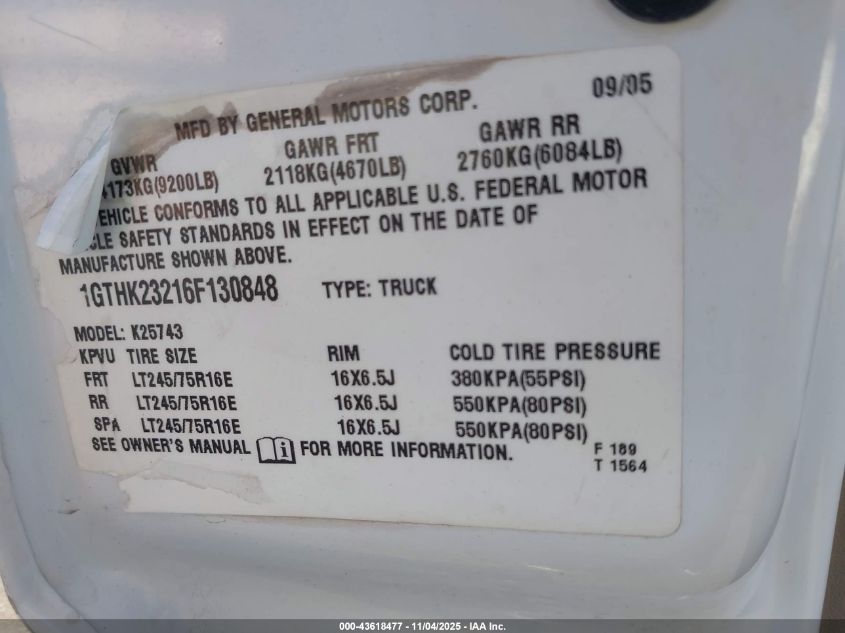 09/05
MFD BY GENERAL MOTORS CORP.
GVWR GAWR FRT GAWR RR
4173KG(9200LB) 2118KG(4670LB) 2760KG(6084LB)
EHICLE CONFORMS TO ALL APPLICABLE U.S. FEDERAL MOTOR
CLE SAFETY STANDARDS IN EFFECT ON THE DATE OF
MANUFACTURE SHOWN ABOVE.
1GTHK23216F130848 TYPE: TRUCK
MODEL: K25743
KPVU TIRE SIZE RIM COLD TIRE PRESSURE
FRT LT245/75R16E 16X6.5J 380KPA(55PSI)
RR LT245/75R16E 16X6.5J 550KPA(80PSI)
SPA LT245/75R16E 16X6.5J 550KPA(80PSI)
SEE OWNER'S MANUAL i FOR MORE INFORMATION.
F 189
T 1564
000-43618477 - 11/04/2025 - IAA Inc.